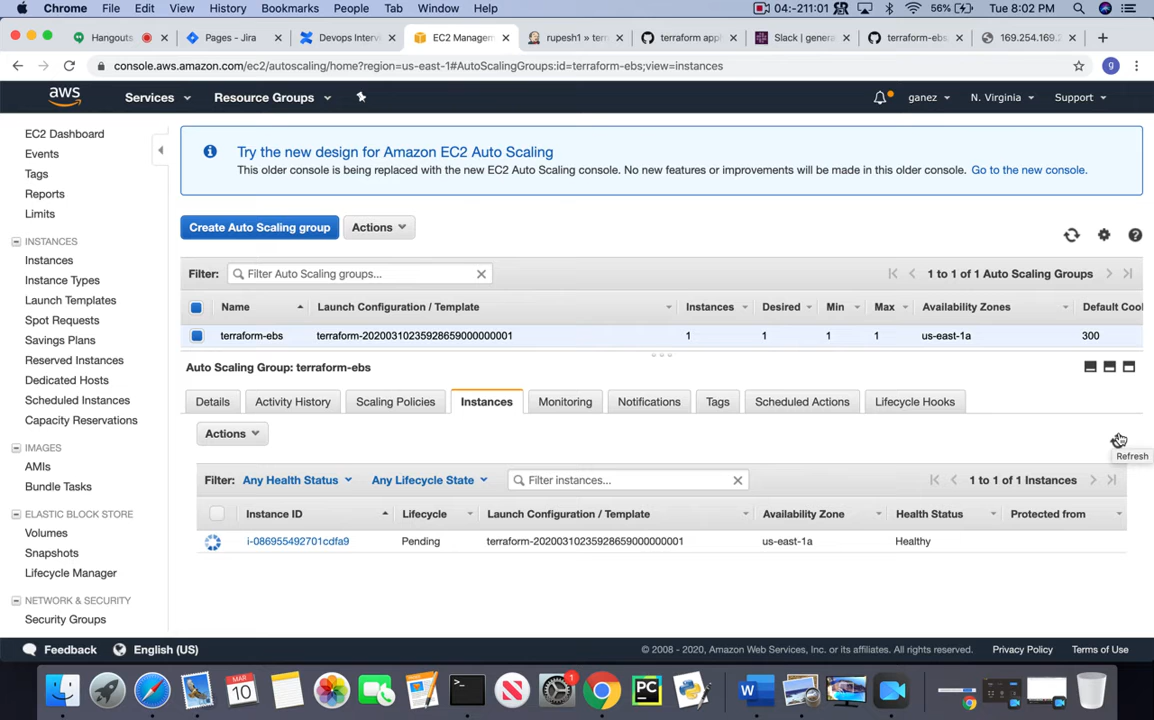 Chrome File Edit View History Bookmarks People Tab Window Help 04:-211:01 56% Tue 8:02 PM
Hangouts Pages - Jira Devops Intervi EC2 Manage rupesh1 » terr terraform appl Slack | genera terraform-ebs 169.254.169.
console.aws.amazon.com/ec2/autoscaling/home?region=us-east-1#AutoScalingGroups:id=terraform-ebs;view=instances g
aws Services Resource Groups ganez N. Virginia Support
EC2 Dashboard
Events
Tags
Reports
Limits
INSTANCES
Instances
Instance Types
Launch Templates
Spot Requests
Savings Plans
Reserved Instances
Dedicated Hosts
Scheduled Instances
Capacity Reservations
IMAGES
AMIs
Bundle Tasks
ELASTIC BLOCK STORE
Volumes
Snapshots
Lifecycle Manager
NETWORK & SECURITY
Security Groups
Try the new design for Amazon EC2 Auto Scaling
This older console is being replaced with the new EC2 Auto Scaling console. No new features or improvements will be made in this older console. Go to the new console.
Create Auto Scaling group Actions
Filter: Filter Auto Scaling groups... 1 to 1 of 1 Auto Scaling Groups
Name Launch Configuration / Template Instances Desired Min Max Availability Zones Default Cool
terraform-ebs terraform-20200310235928659000000001 1 1 1 1 us-east-1a 300
Auto Scaling Group: terraform-ebs
Details Activity History Scaling Policies Instances Monitoring Notifications Tags Scheduled Actions Lifecycle Hooks
Actions
Refresh
Filter: Any Health Status Any Lifecycle State Filter instances... 1 to 1 of 1 Instances
Instance ID Lifecycle Launch Configuration / Template Availability Zone Health Status Protected from
i-086955492701cdfa9 Pending terraform-20200310235928659000000001 us-east-1a Healthy
Feedback English (US) © 2008 - 2020, Amazon Web Services, Inc. or its affiliates. All rights reserved. Privacy Policy Terms of Use
MAR
10
1
PC
W